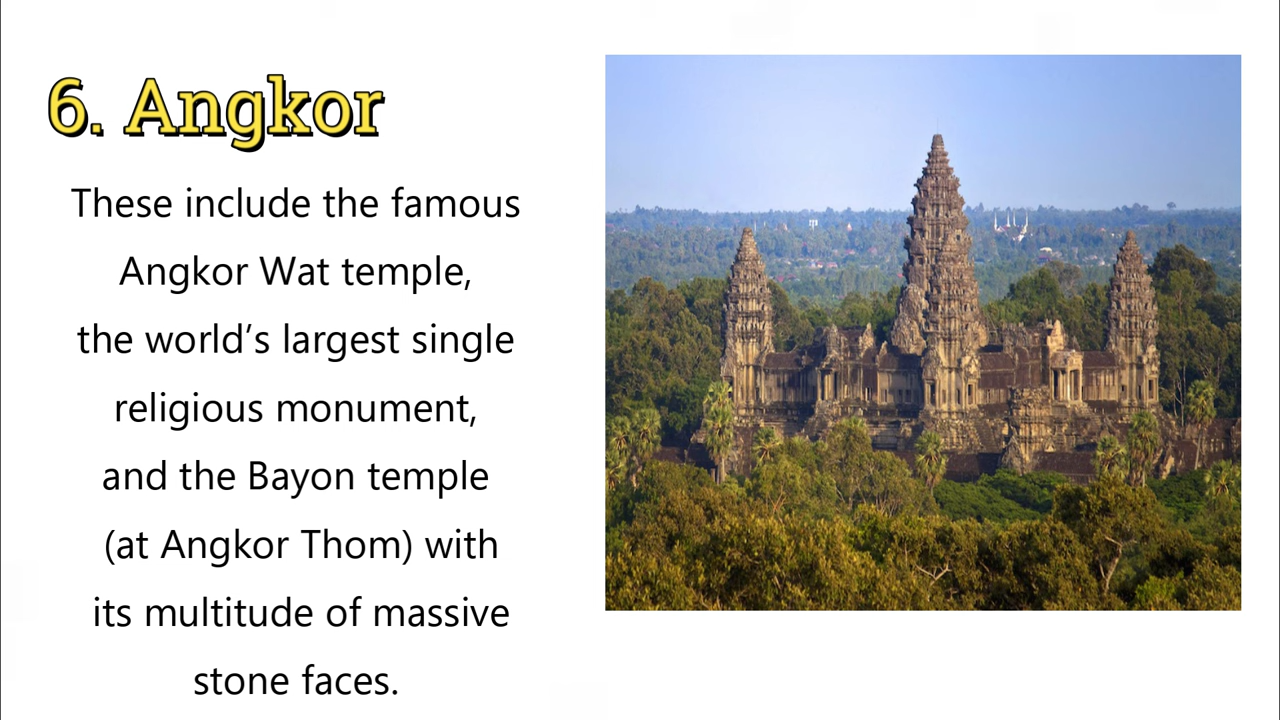 6. Angkor
These include the famous
Angkor Wat temple,
the world’s largest single
religious monument,
and the Bayon temple
(at Angkor Thom) with
its multitude of massive
stone faces.